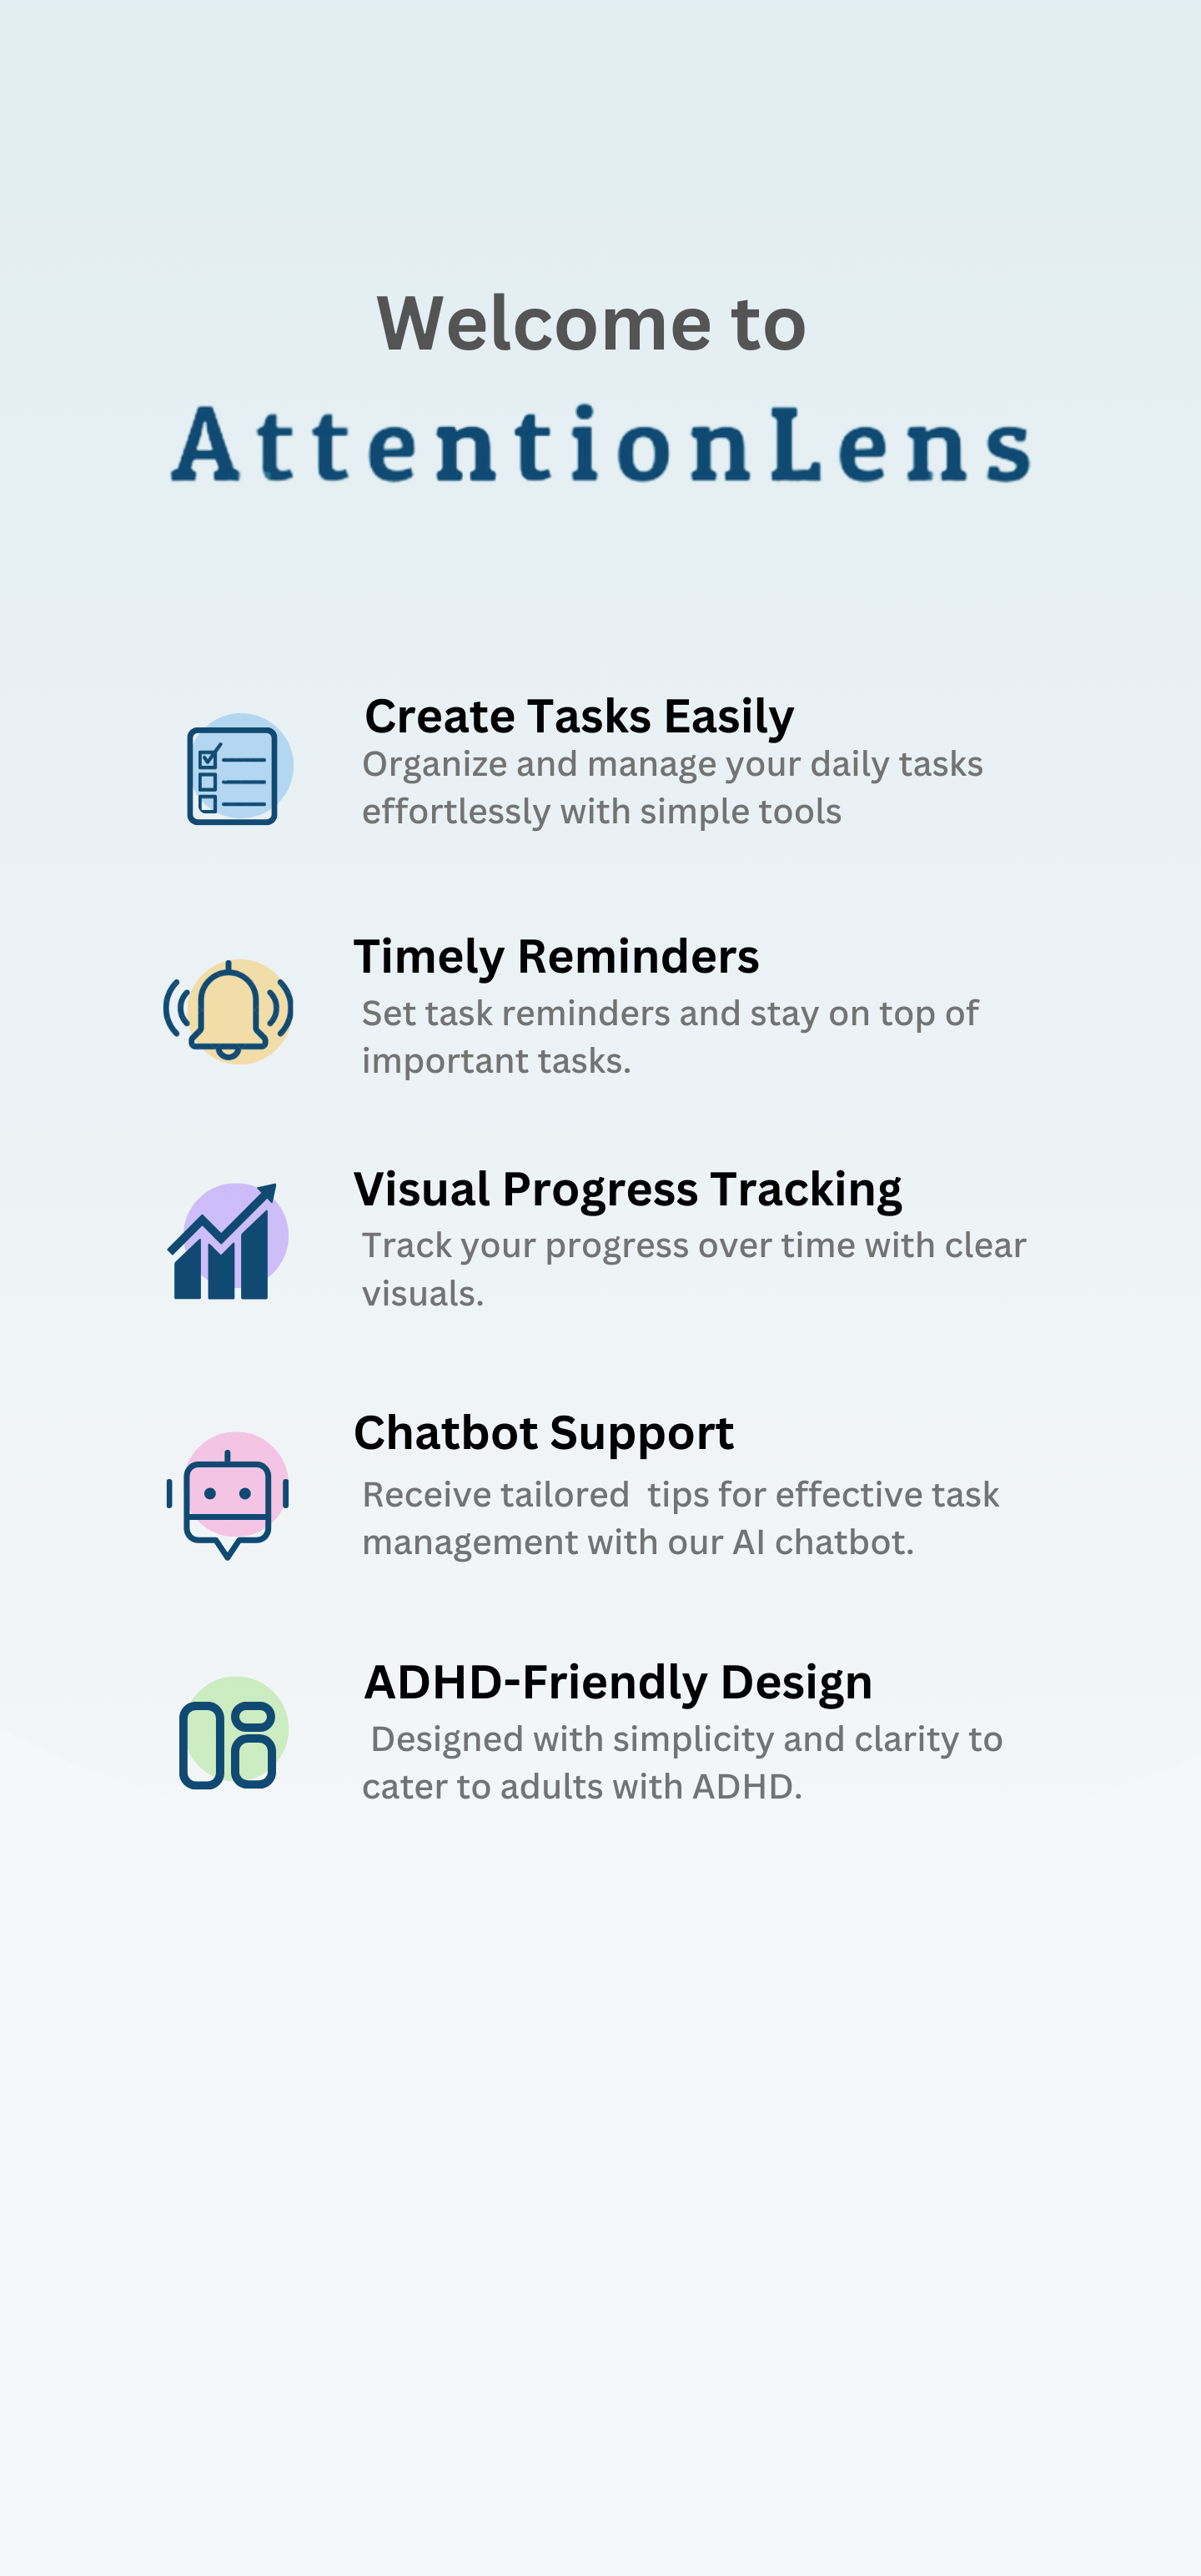 Welcome to
AttentionLens
Create Tasks Easily
Organize and manage your daily tasks
effortlessly with simple tools
Timely Reminders
Set task reminders and stay on top of
important tasks.
Visual Progress Tracking
Track your progress over time with clear
visuals.
Chatbot Support
Receive tailored  tips for effective task
management with our AI chatbot.
ADHD-Friendly Design
Designed with simplicity and clarity to
cater to adults with ADHD.